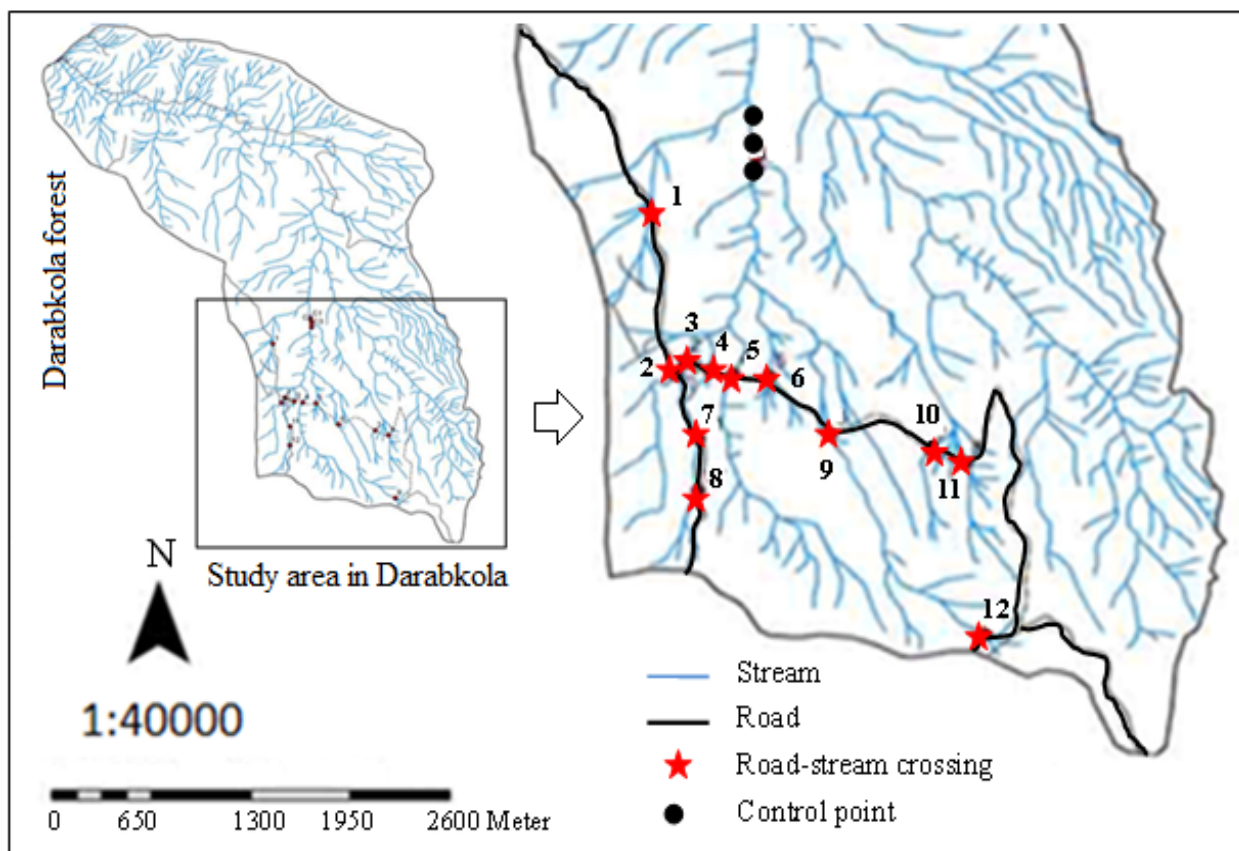 Darabkola forest
Study area in Darabkola
N
1:40000
0 650 1300 1950 2600 Meter
1
2
3
4
5
6
7
8
9
10
11
12
Stream
Road
Road-stream crossing
Control point